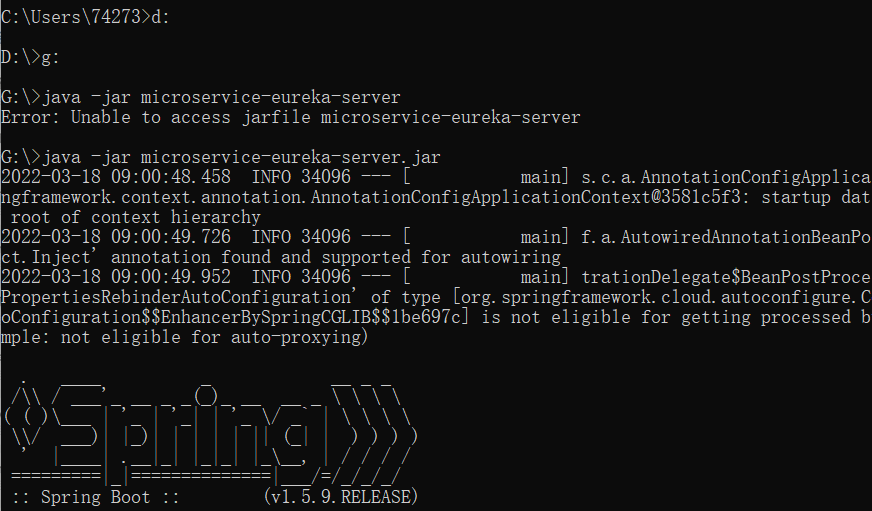 C:\Users\74273>d:
D:\>g:
G:\>java -jar microservice-eureka-server
Error: Unable to access jarfile microservice-eureka-server
G:\>java -jar microservice-eureka-server.jar
2022-03-18 09:00:48.458  INFO 34096 --- [           main] s.c.a.AnnotationConfigApplica
ngframework.context.annotation.AnnotationConfigApplicationContext@3581c5f3: startup dat
 root of context hierarchy
2022-03-18 09:00:49.726  INFO 34096 --- [           main] f.a.AutowiredAnnotationBeanPo
ct.Inject' annotation found and supported for autowiring
2022-03-18 09:00:49.952  INFO 34096 --- [           main] trationDelegate$BeanPostProce
PropertiesRebinderAutoConfiguration' of type [org.springframework.cloud.autoconfigure.C
oConfiguration$$EnhancerBySpringCGLIB$$1be697c] is not eligible for getting processed b
mple: not eligible for auto-proxying)
Spring
 :: Spring Boot ::        (v1.5.9.RELEASE)